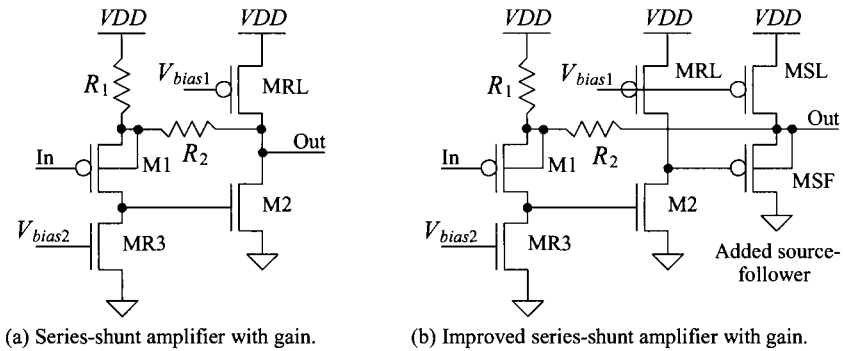 VDD
VDD
R1
Vbias1
MRL
R2
Out
In
M1
M2
Vbias2
MR3
(a) Series-shunt amplifier with gain.
VDD
VDD
VDD
R1
Vbias1
MRL
MSL
R2
Out
In
M1
MSF
M2
Vbias2
MR3
Added source-
follower
(b) Improved series-shunt amplifier with gain.